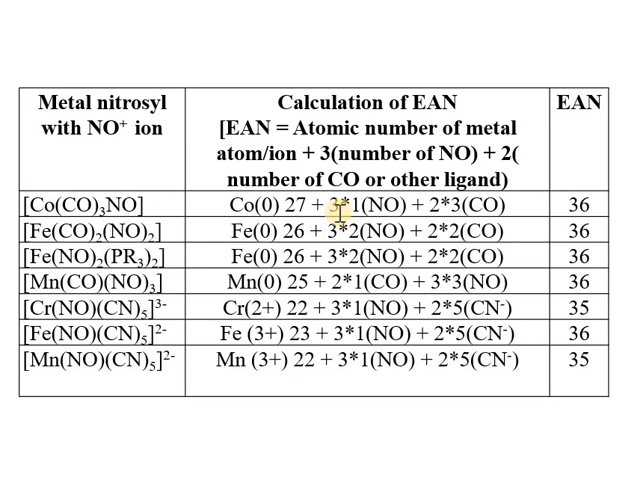 Metal nitrosyl
with NO⁺ ion
Calculation of EAN
[EAN = Atomic number of metal
atom/ion + 3(number of NO) + 2(
number of CO or other ligand)
EAN
[Co(CO)₃NO] Co(0) 27 + 3*1(NO) + 2*3(CO) 36
[Fe(CO)₂(NO)₂] Fe(0) 26 + 3*2(NO) + 2*2(CO) 36
[Fe(NO)₂(PR₃)₂] Fe(0) 26 + 3*2(NO) + 2*2(CO) 36
[Mn(CO)(NO)₃] Mn(0) 25 + 2*1(CO) + 3*3(NO) 36
[Cr(NO)(CN)₅]³⁻ Cr(2+) 22 + 3*1(NO) + 2*5(CN⁻) 35
[Fe(NO)(CN)₅]²⁻ Fe (3+) 23 + 3*1(NO) + 2*5(CN⁻) 36
[Mn(NO)(CN)₅]²⁻ Mn (3+) 22 + 3*1(NO) + 2*5(CN⁻) 35